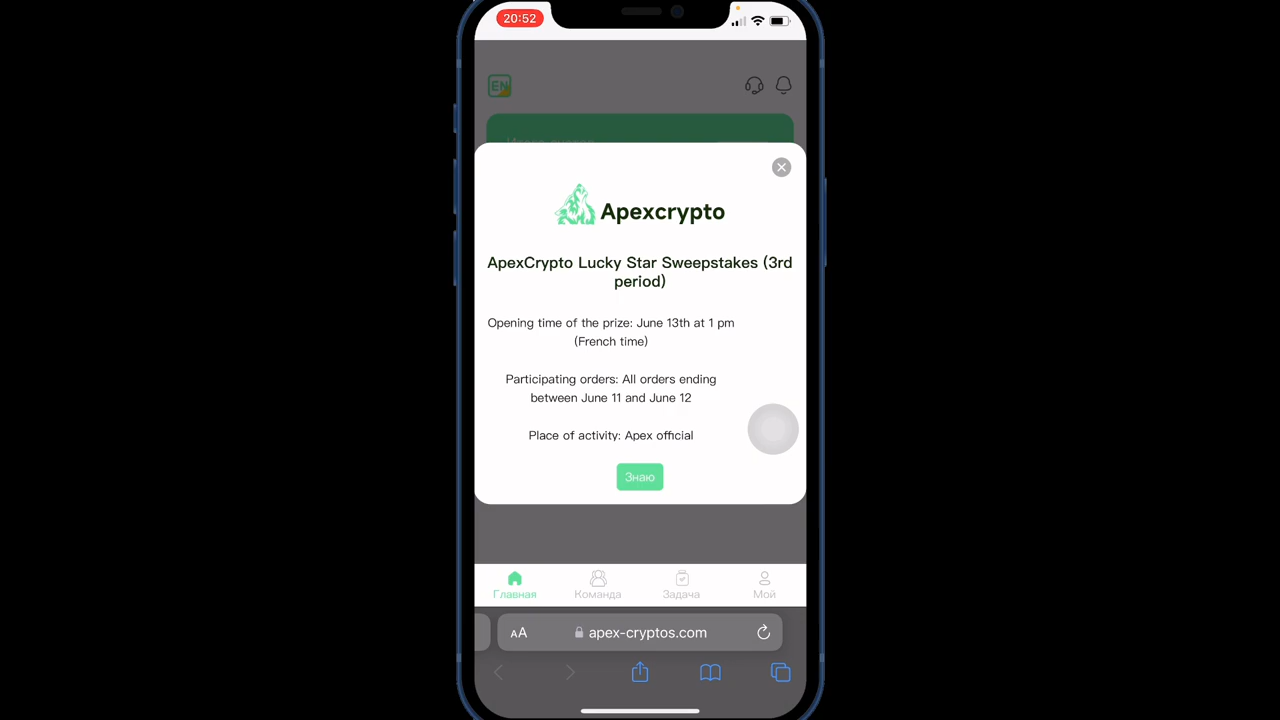 20:52
EN
Apexcrypto
ApexCrypto Lucky Star Sweepstakes (3rd
period)
Opening time of the prize: June 13th at 1 pm
(French time)
Participating orders: All orders ending
between June 11 and June 12
Place of activity: Apex official
Знаю
Главная
Команда
Задача
Мой
AA
apex-cryptos.com